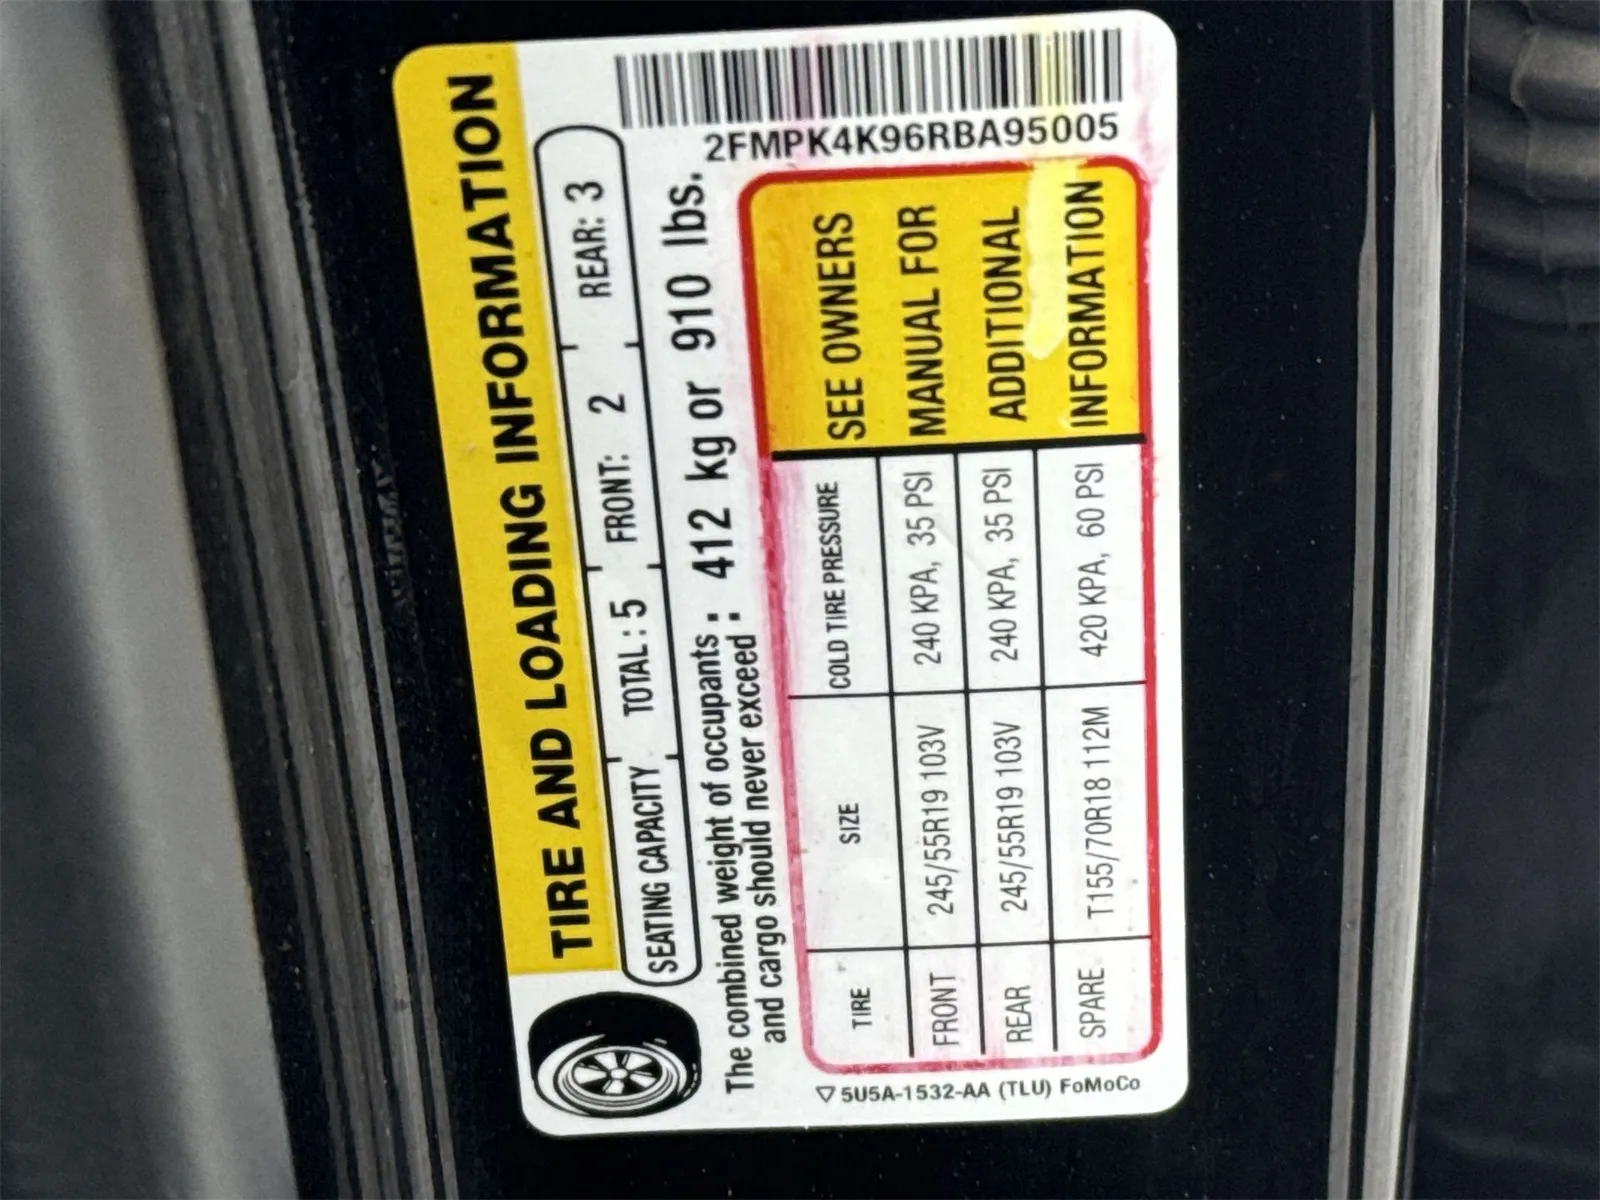 TIRE AND LOADING INFORMATION
SEATING CAPACITY TOTAL: 5 FRONT: 2 REAR: 3
The combined weight of occupants : 412 kg or 910 lbs.
and cargo should never exceed :
2FMPK4K96RBA95005
TIRE SIZE COLD TIRE PRESSURE
FRONT 245/55R19 103V 240 KPA, 35 PSI
REAR 245/55R19 103V 240 KPA, 35 PSI
SPARE T155/70R18 112M 420 KPA, 60 PSI
SEE OWNERS
MANUAL FOR
ADDITIONAL
INFORMATION
5U5A-1532-AA (TLU) FoMoCo